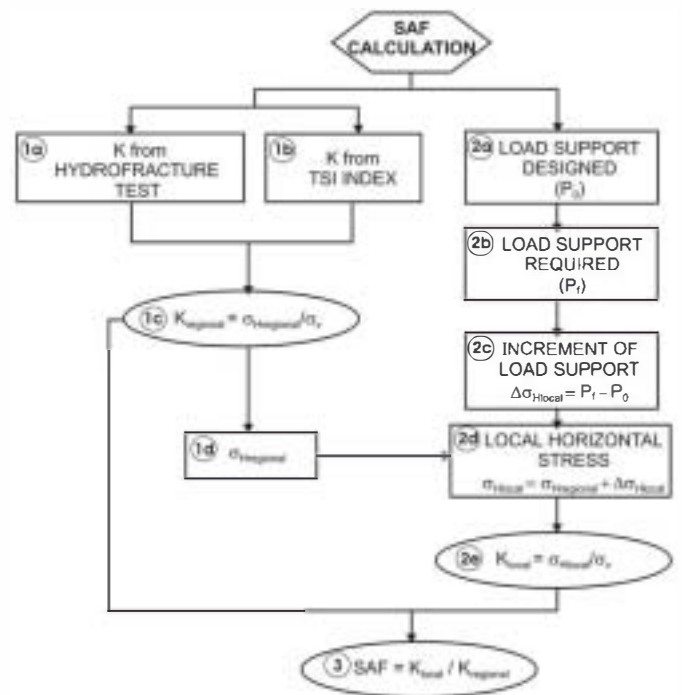 SAF
CALCULATION
1a K from
HYDROFRACTURE
TEST
1b K from
TSI INDEX
2a LOAD SUPPORT
DESIGNED
(P₀)
2b LOAD SUPPORT
REQUIRED
(Pf)
1c Kregional = σHregional/σv
2c INCREMENT OF
LOAD SUPPORT
ΔσHlocal = Pf – P₀
1d σHregional
2d LOCAL HORIZONTAL
STRESS
σHlocal = σHregional + ΔσHlocal
2e Klocal = σHlocal/σv
3 SAF = Klocal / Kregional